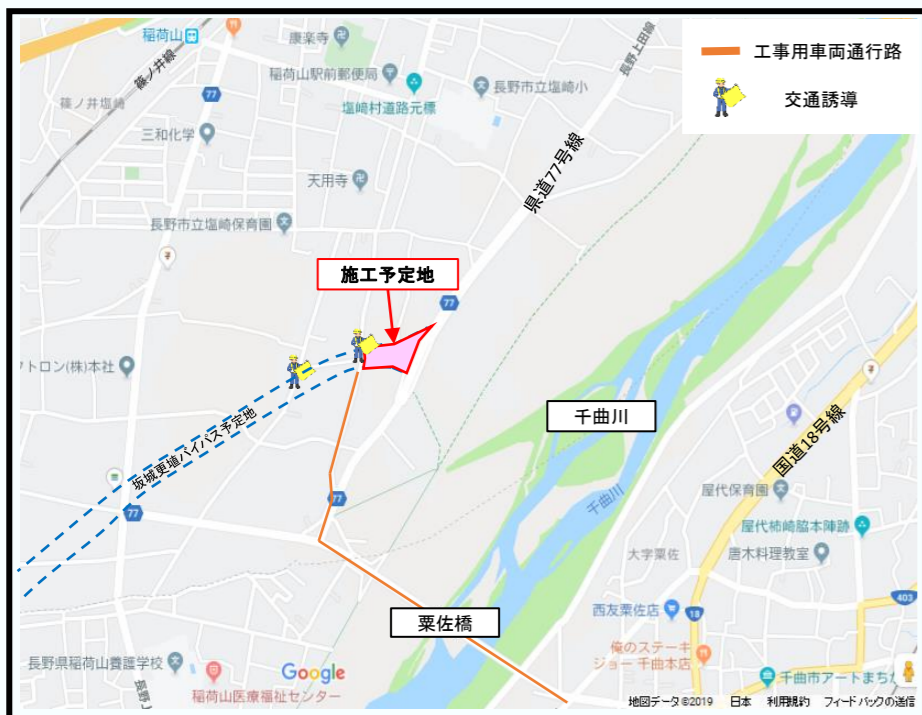 稲荷山
康楽寺
長野上田線
工事用車両通行路
篠ノ井線
稲荷山駅前郵便局
長野市立塩崎小
77
篠ノ井塩崎
塩崎村道路元標
交通誘導
三和化学
県道77号線
天用寺
長野市立塩崎保育園
施工予定地
77
トロン(株)本社
千曲川
国道18号線
坂城更埴バイパス予定地
屋代保育園
77
77
千曲川
屋代柿崎脇本陣跡
大字粟佐
唐木料理教室
403
西友粟佐店
18
粟佐橋
俺のステーキ
ジョー 千曲本店
長野県稲荷山養護学校
Google
千曲市アートまちか
稲荷山医療福祉センター
長野上
地図データ ©2019 日本 利用規約 フィードバックの送信